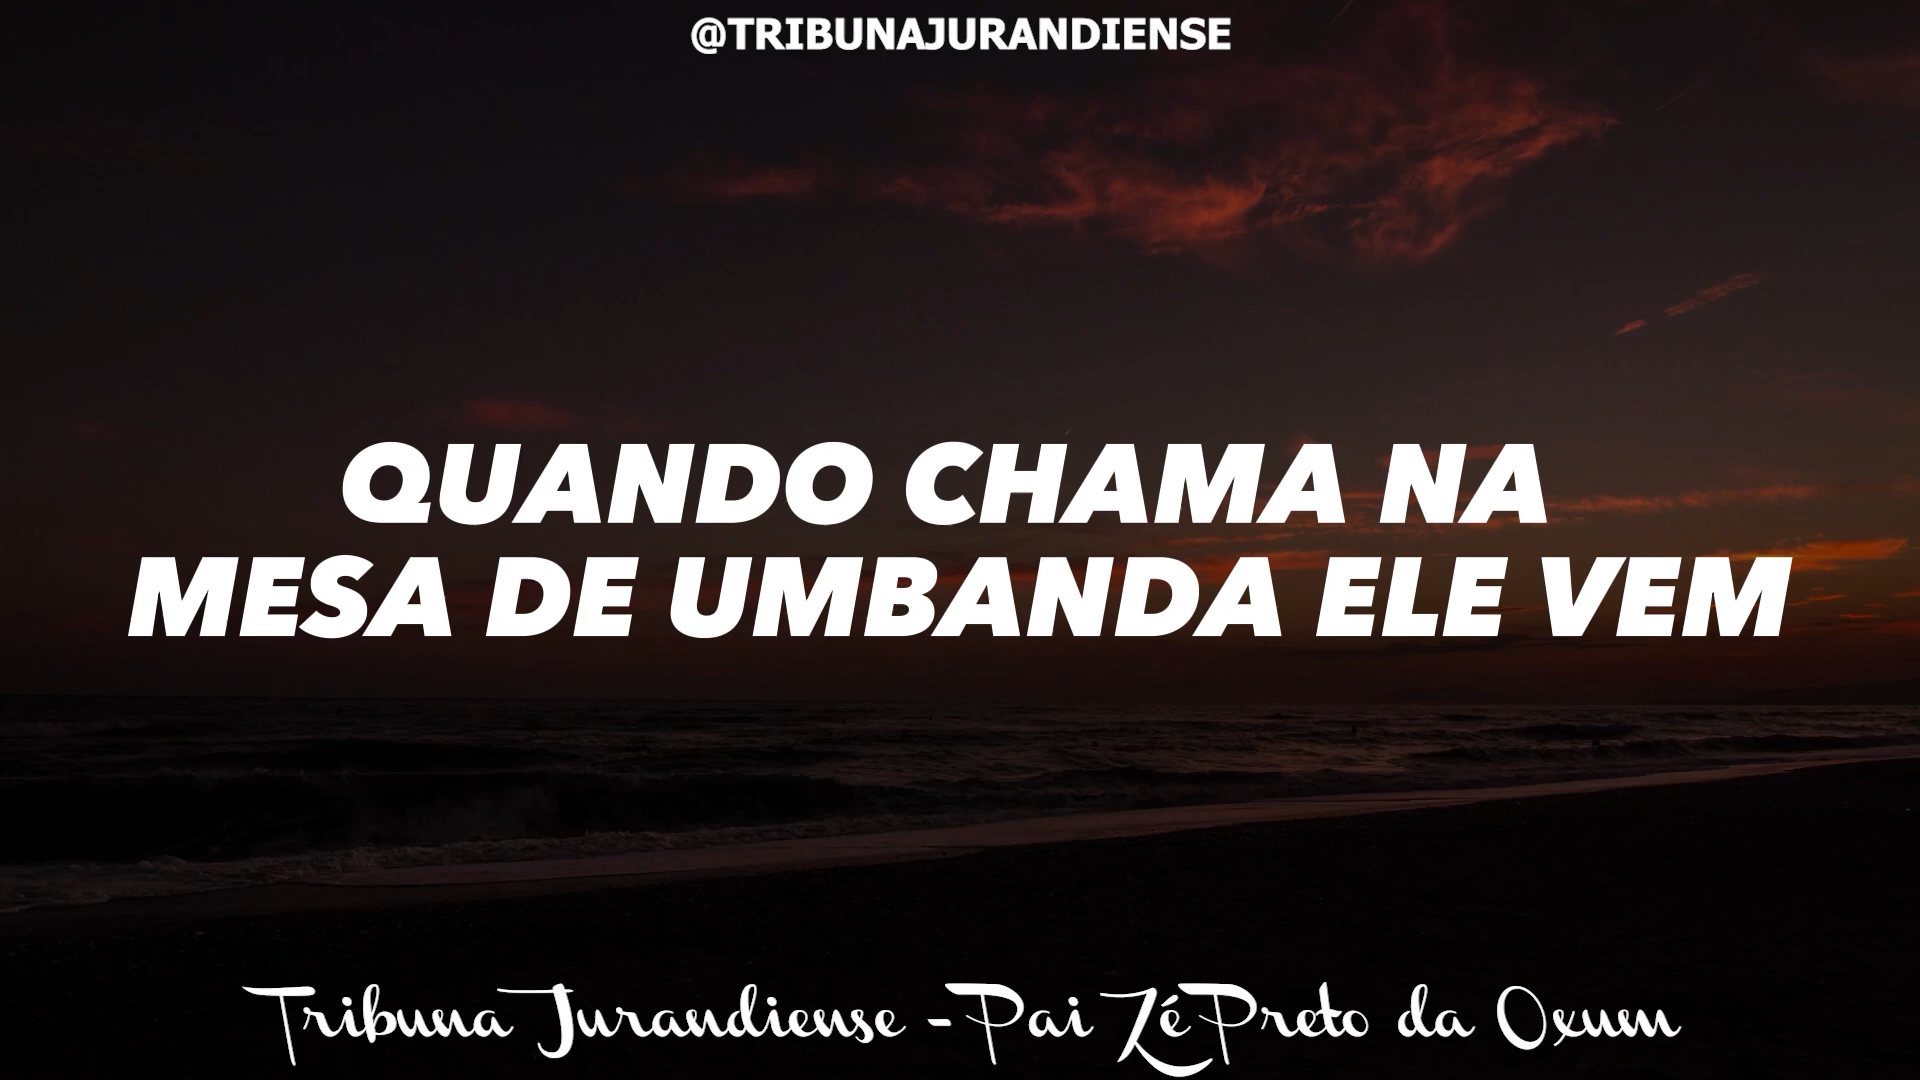 @TRIBUNAJURANDIENSE
QUANDO CHAMA NA
MESA DE UMBANDA ELE VEM
Tribuna Jurandiense - Pai Zé Preto da Oxum